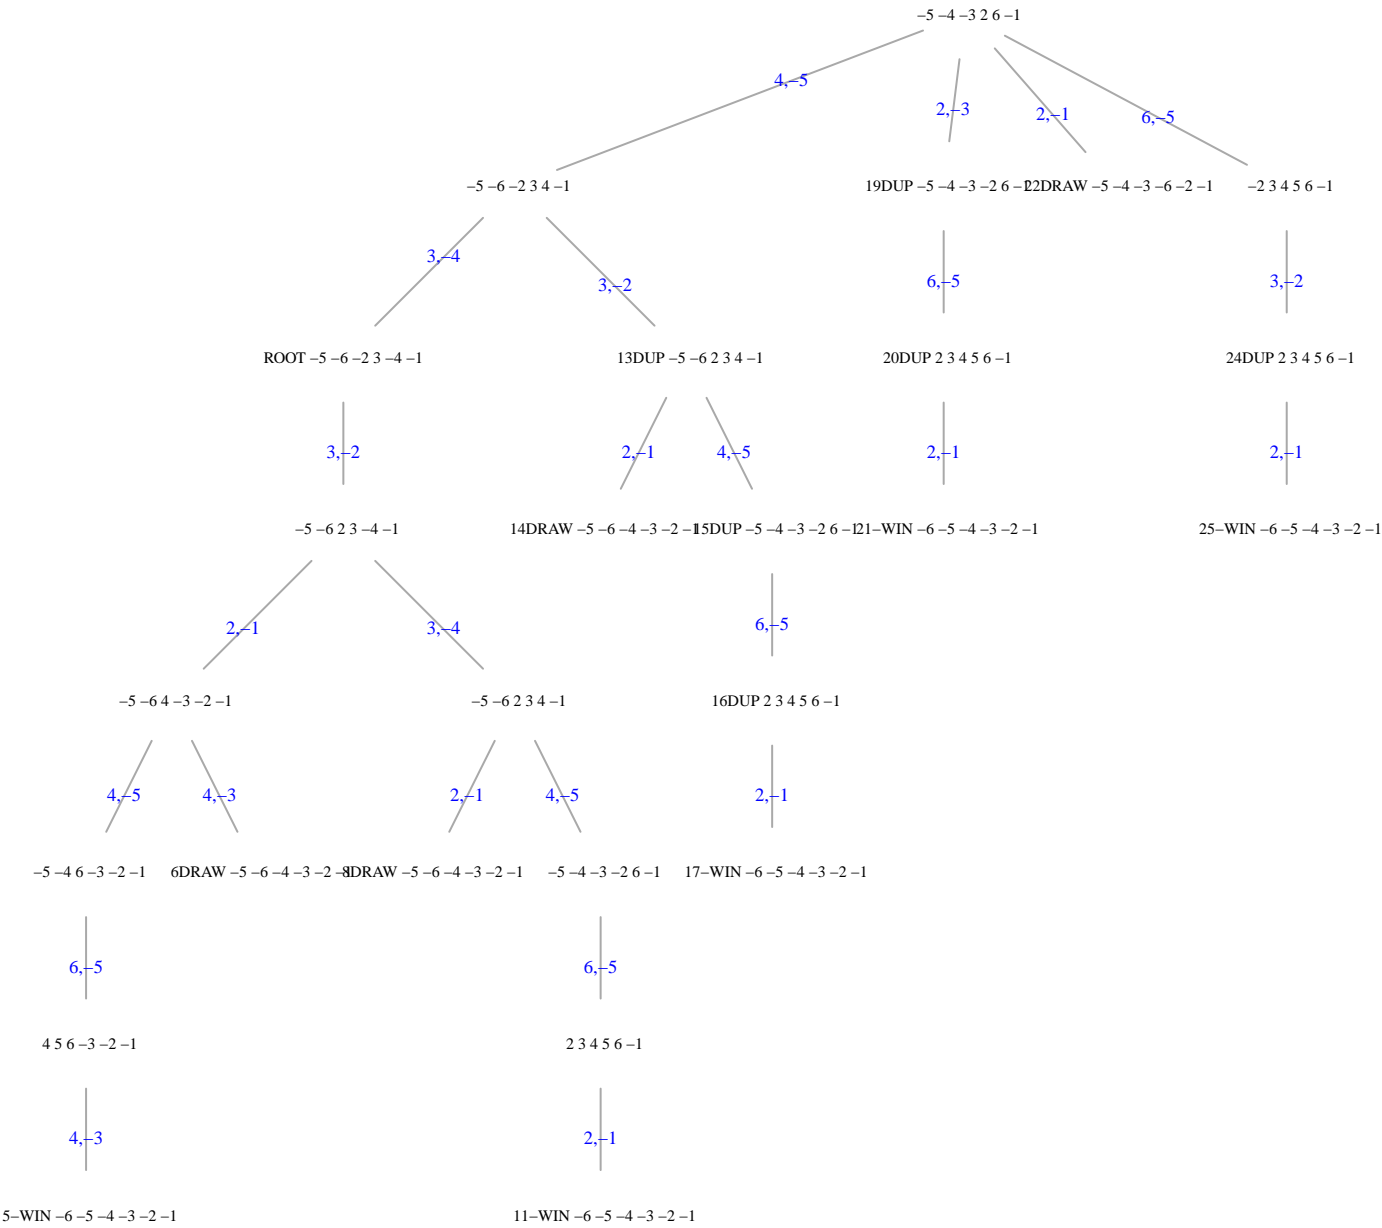 –5 –4 –3 2 6 –1
4,–5
2,–3
2,–1
6,–5
–5 –6 –2 3 4 –1
19DUP –5 –4 –3 –2 6 –1
22DRAW –5 –4 –3 –6 –2 –1
–2 3 4 5 6 –1
3,–4
3,–2
6,–5
3,–2
ROOT –5 –6 –2 3 –4 –1
13DUP –5 –6 2 3 4 –1
20DUP 2 3 4 5 6 –1
24DUP 2 3 4 5 6 –1
3,–2
2,–1
4,–5
2,–1
2,–1
–5 –6 2 3 –4 –1
14DRAW –5 –6 –4 –3 –2 –1
15DUP –5 –4 –3 –2 6 –1
21–WIN –6 –5 –4 –3 –2 –1
25–WIN –6 –5 –4 –3 –2 –1
2,–1
3,–4
6,–5
–5 –6 4 –3 –2 –1
–5 –6 2 3 4 –1
16DUP 2 3 4 5 6 –1
4,–5
4,–3
2,–1
4,–5
2,–1
–5 –4 6 –3 –2 –1
6DRAW –5 –6 –4 –3 –2 –1
8DRAW –5 –6 –4 –3 –2 –1
–5 –4 –3 –2 6 –1
17–WIN –6 –5 –4 –3 –2 –1
6,–5
6,–5
4 5 6 –3 –2 –1
2 3 4 5 6 –1
4,–3
2,–1
5–WIN –6 –5 –4 –3 –2 –1
11–WIN –6 –5 –4 –3 –2 –1